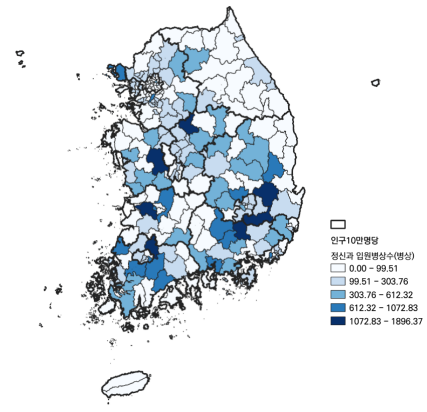 인구10만명당
정신과 입원병상수(병상)
0.00 - 99.51
99.51 - 303.76
303.76 - 612.32
612.32 - 1072.83
1072.83 - 1896.37